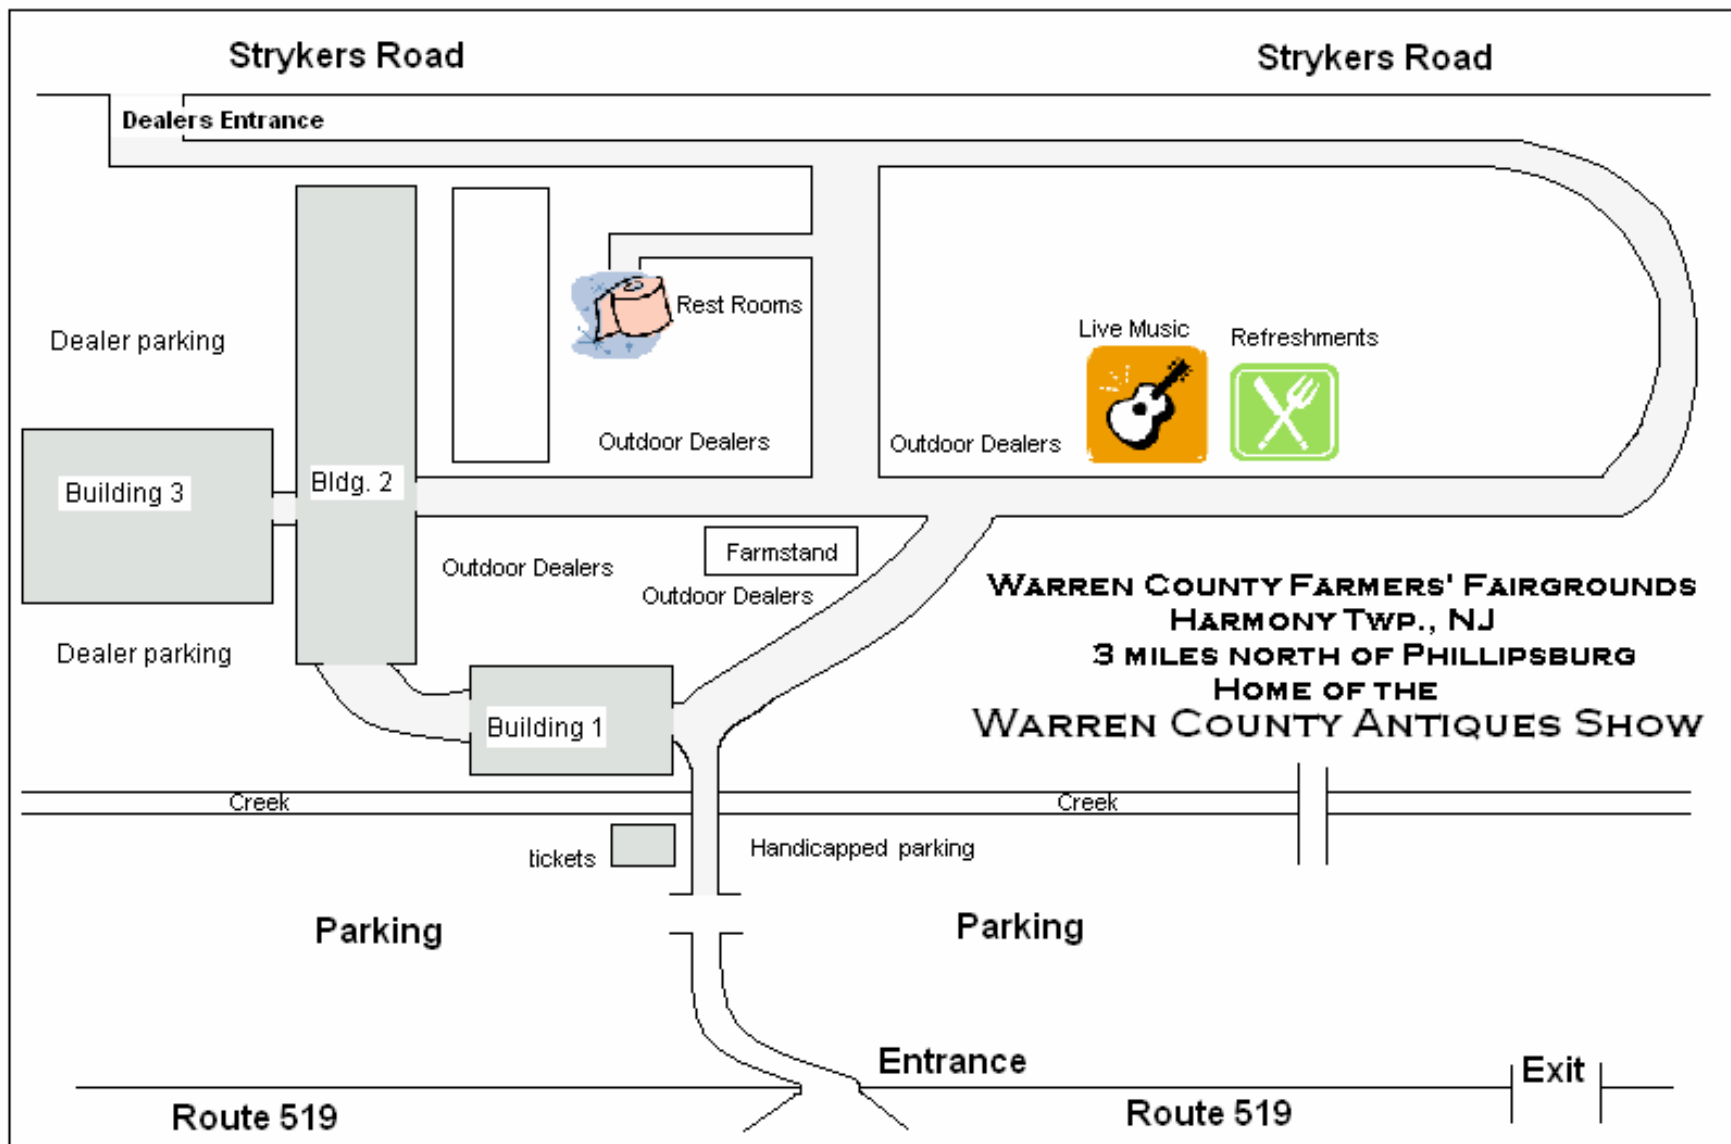 Strykers Road
Strykers Road
Dealers Entrance
Rest Rooms
Live Music
Refreshments
Dealer parking
Outdoor Dealers
Outdoor Dealers
Building 3
Bldg. 2
Farmstand
Outdoor Dealers
Outdoor Dealers
Warren County Farmers' Fairgrounds
Harmony Twp., NJ
3 miles north of Phillipsburg
Home of the
Warren County Antiques Show
Dealer parking
Building 1
Creek
Creek
tickets
Handicapped parking
Parking
Parking
Entrance
Exit
Route 519
Route 519